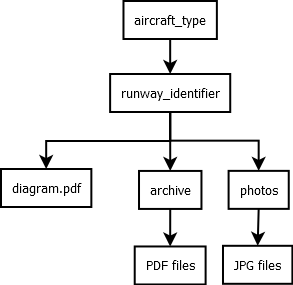 aircraft_type
runway_identifier
diagram.pdf
archive
photos
PDF files
JPG files